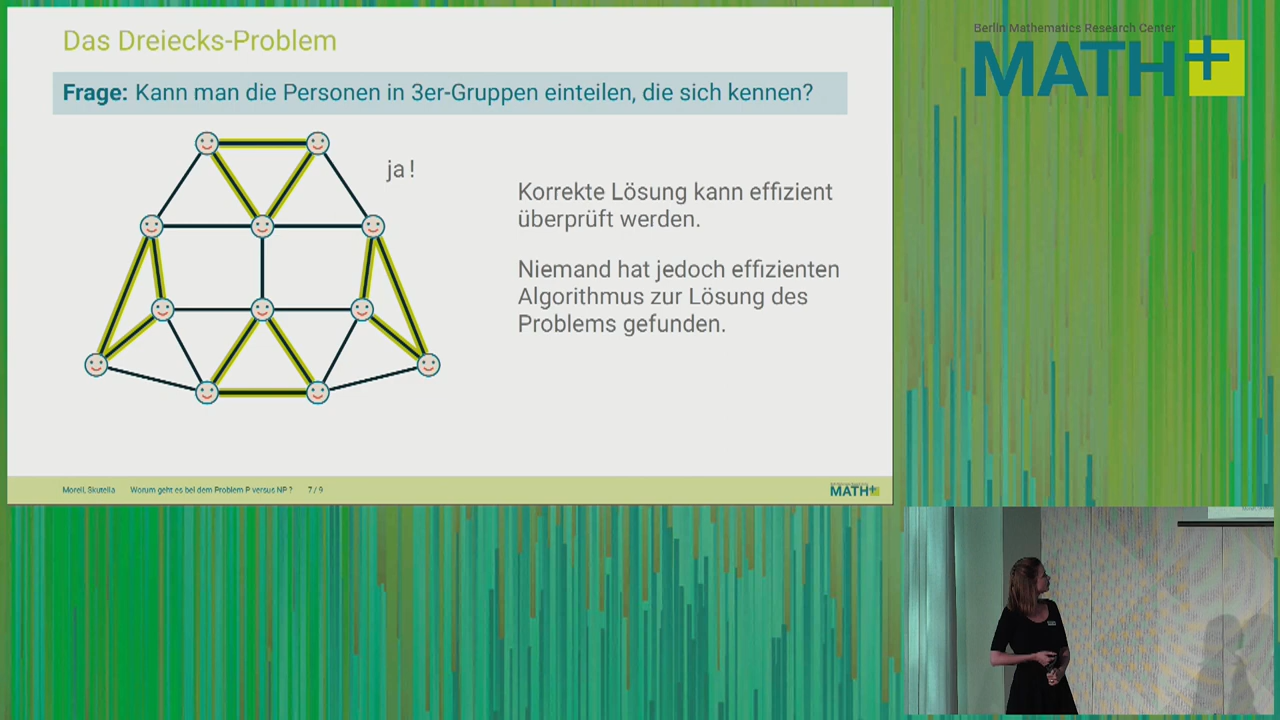 Das Dreiecks-Problem
Frage: Kann man die Personen in 3er-Gruppen einteilen, die sich kennen?
ja !
Korrekte Lösung kann effizient
überprüft werden.
Niemand hat jedoch effizienten
Algorithmus zur Lösung des
Problems gefunden.
Morell, Skutella Worum geht es bei dem Problem P versus NP ? 7 / 9
MATH+
Berlin Mathematics Research Center
MATH+